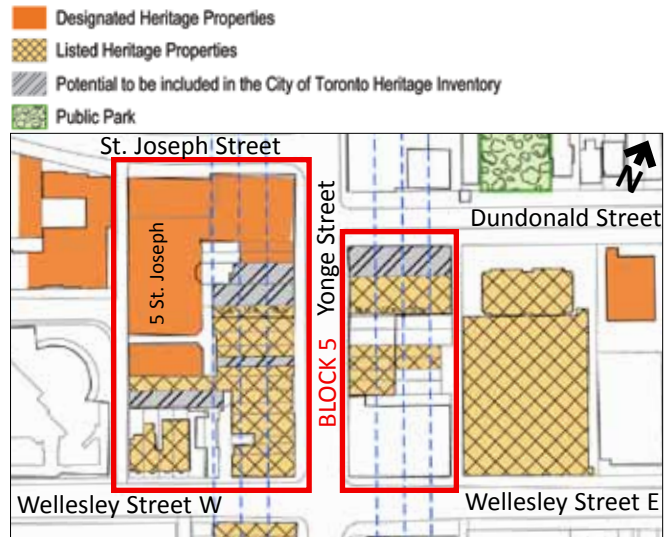 Designated Heritage Properties
Listed Heritage Properties
Potential to be included in the City of Toronto Heritage Inventory
Public Park
St. Joseph Street
N
Dundonald Street
5 St. Joseph
Yonge Street
BLOCK 5
Wellesley Street W
Wellesley Street E